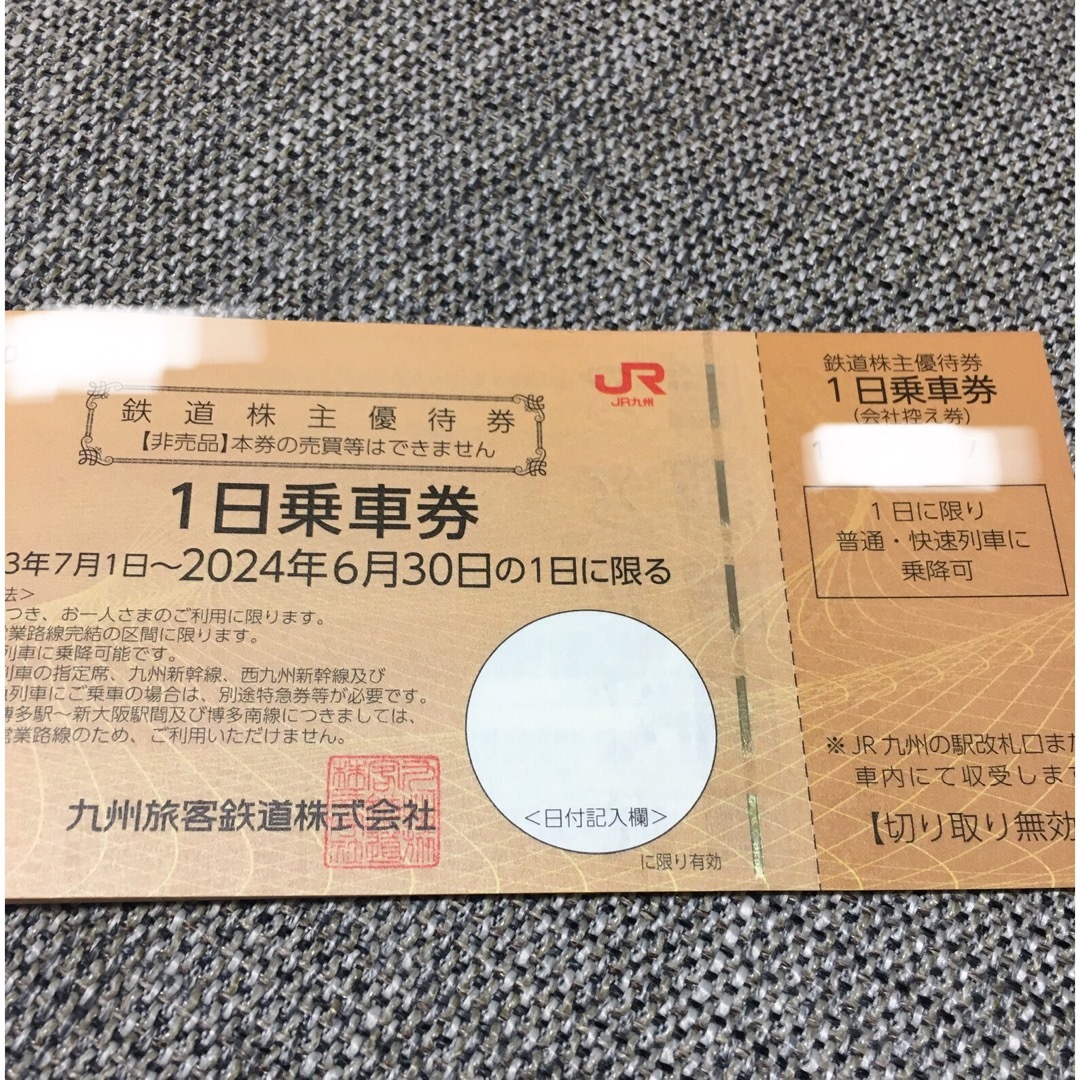 鉄道株主優待券
【非売品】本券の売買等はできません
JR
JR九州
1日乗車券
3年7月1日〜2024年6月30日の1日に限る
法>
つき、お一人さまのご利用に限ります。
営業路線完結の区間に限ります。
列車に乗降可能です。
列車の指定席、九州新幹線、西九州新幹線及び
列車にご乗車の場合は、別途特急券等が必要です。
博多駅〜新大阪駅間及び博多南線につきましては、
営業路線のため、ご利用いただけません。
九州旅客鉄道株式会社
<日付記入欄>
に限り有効
鉄道株主優待券
1日乗車券
(会社控え券)
1日に限り
普通・快速列車に
乗降可
※JR九州の駅改札口また
車内にて収受します
【切り取り無効